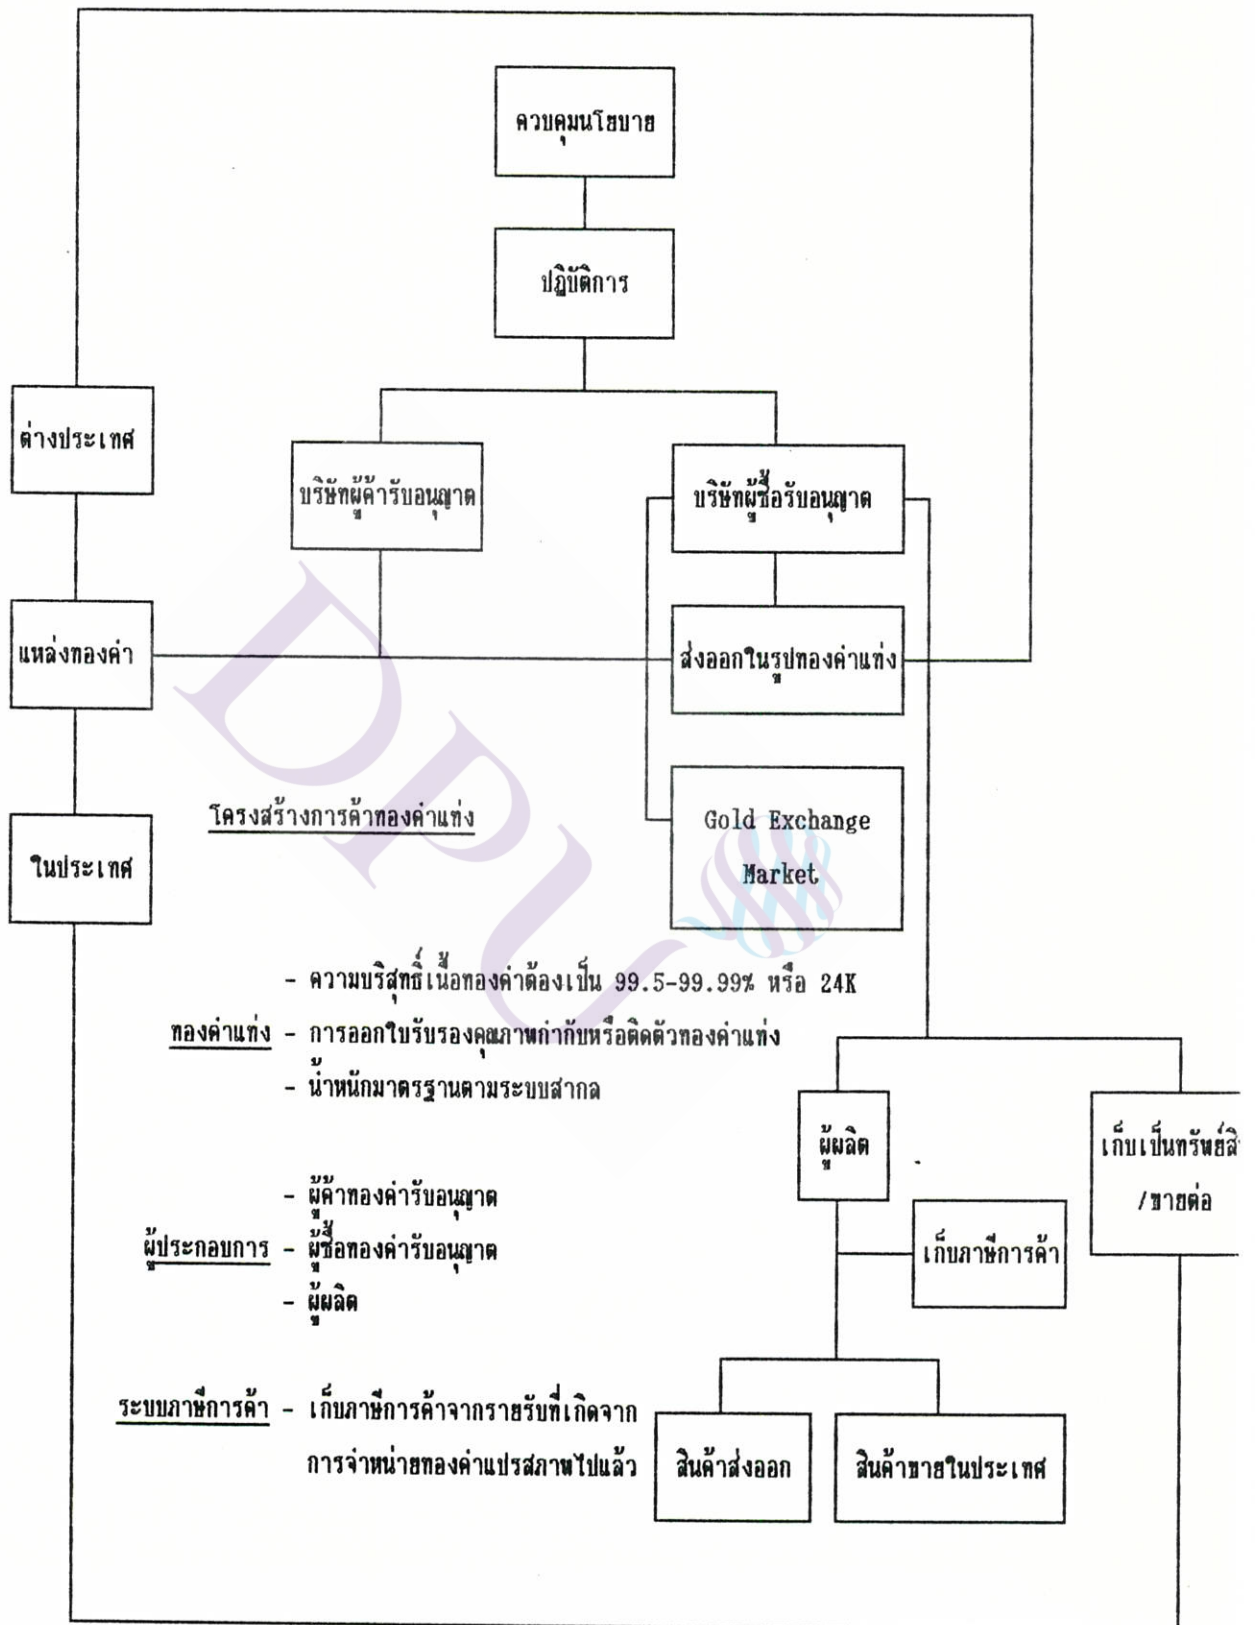 ควบคุมนโยบาย
ปฏิบัติการ
ต่างประเทศ
บริษัทผู้ค้ารับอนุญาต
บริษัทผู้ซื้อรับอนุญาต
แหล่งทองคำ
ส่งออกในรูปทองคำแท่ง
โครงสร้างการค้าทองคำแท่ง
Gold Exchange
Market
ในประเทศ
- ความบริสุทธิ์เนื้อทองคำต้องเป็น 99.5-99.99% หรือ 24K
ทองคำแท่ง - การออกใบรับรองคุณภาพกำกับหรือติดตัวทองคำแท่ง
- น้ำหนักมาตรฐานตามระบบสากล
ผู้ผลิต
เก็บเป็นทรัพย์สิ
/ขายต่อ
- ผู้ค้าทองคำรับอนุญาต
ผู้ประกอบการ - ผู้ซื้อทองคำรับอนุญาต
- ผู้ผลิต
เก็บภาษีการค้า
ระบบภาษีการค้า - เก็บภาษีการค้าจากรายรับที่เกิดจาก
การจำหน่ายทองคำแปรสภาพไปแล้ว
สินค้าส่งออก
สินค้าขายในประเทศ
DPU